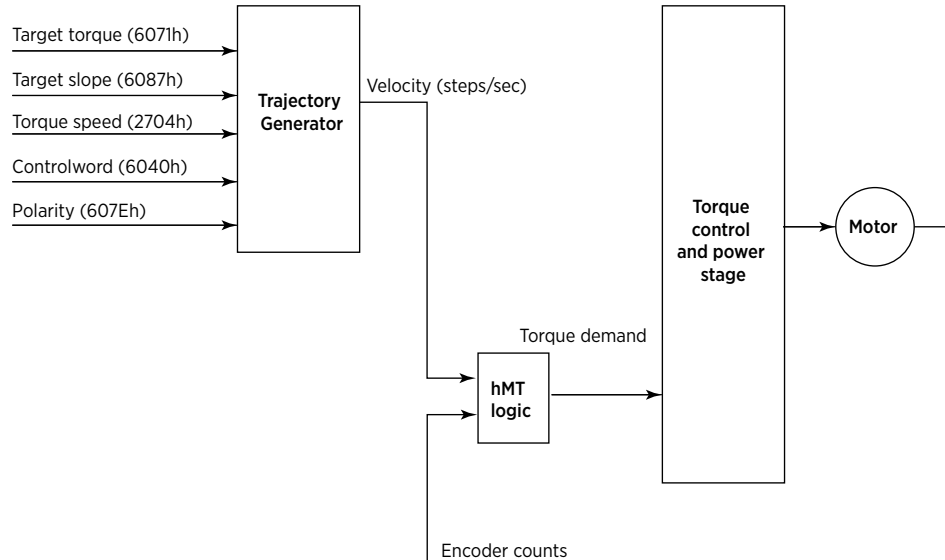 Target torque (6071h)
Target slope (6087h)
Torque speed (2704h)
Controlword (6040h)
Polarity (607Eh)
Trajectory
Generator
Velocity (steps/sec)
Torque
control
and power
stage
Motor
Torque demand
hMT
logic
Encoder counts